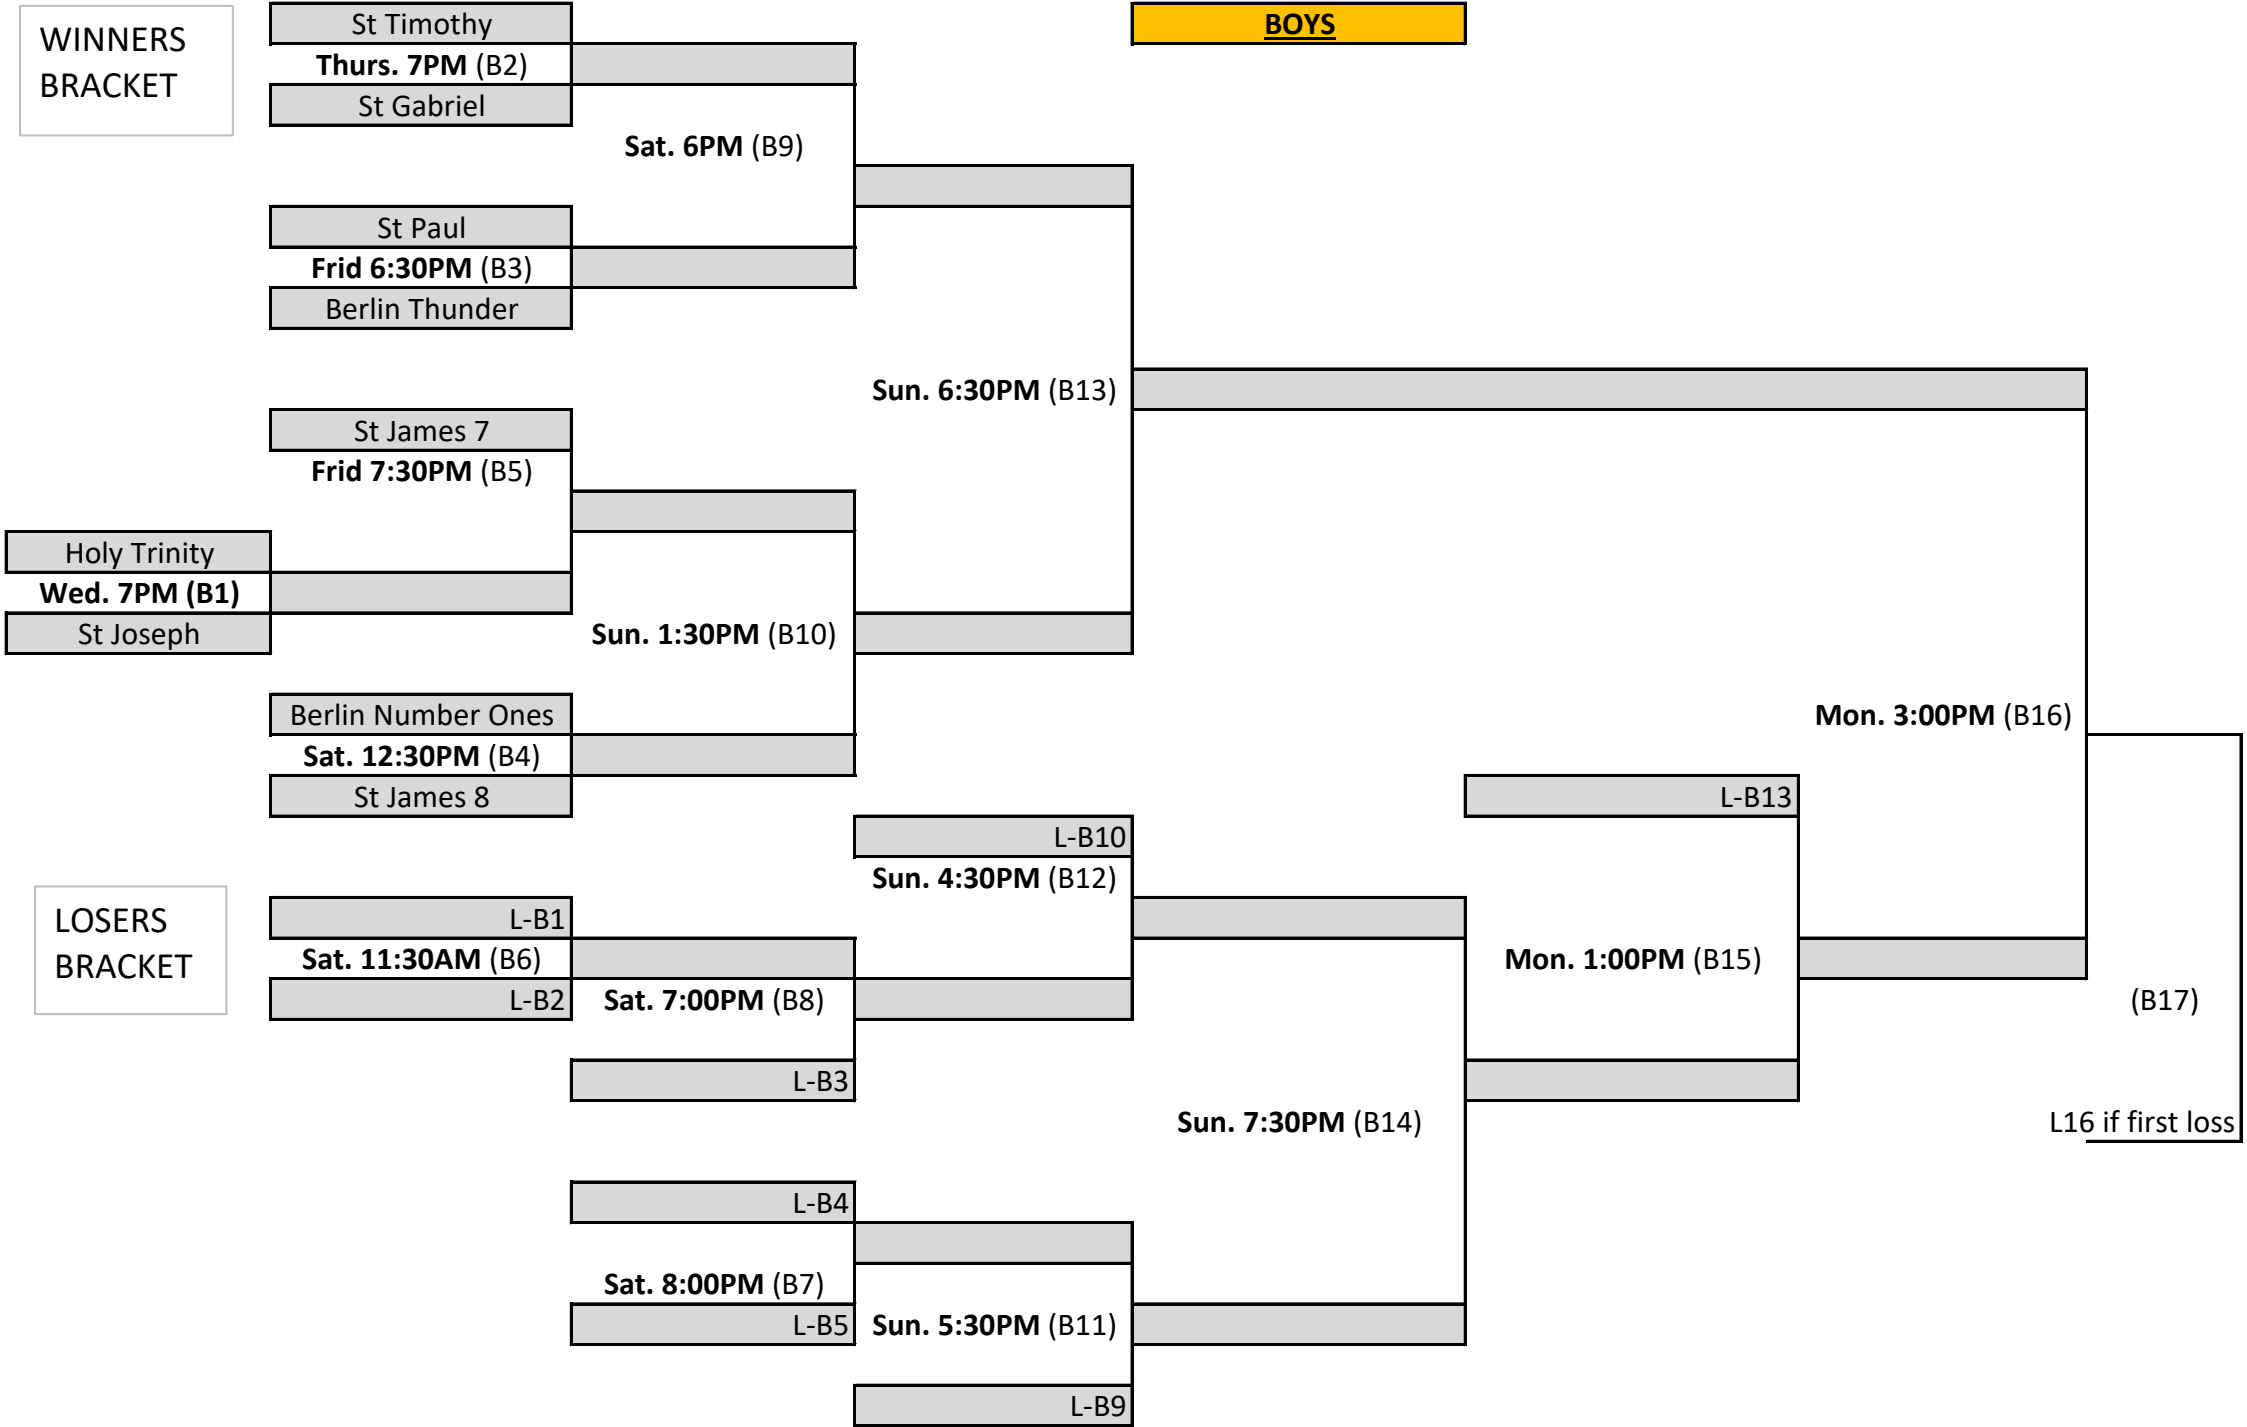 WINNERS
BRACKET
St Timothy
BOYS
Thurs. 7PM (B2)
St Gabriel
Sat. 6PM (B9)
St Paul
Frid 6:30PM (B3)
Berlin Thunder
Sun. 6:30PM (B13)
St James 7
Frid 7:30PM (B5)
Holy Trinity
Wed. 7PM (B1)
St Joseph
Sun. 1:30PM (B10)
Berlin Number Ones
Mon. 3:00PM (B16)
Sat. 12:30PM (B4)
St James 8
L-B13
L-B10
Sun. 4:30PM (B12)
LOSERS
BRACKET
L-B1
Sat. 11:30AM (B6)
Mon. 1:00PM (B15)
L-B2
Sat. 7:00PM (B8)
(B17)
L-B3
Sun. 7:30PM (B14)
L16 if first loss
L-B4
Sat. 8:00PM (B7)
L-B5
Sun. 5:30PM (B11)
L-B9